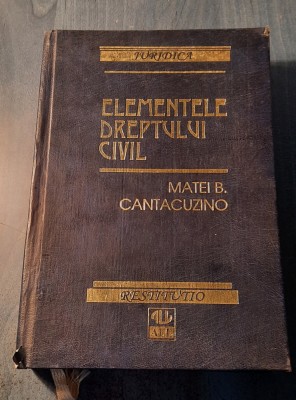 JURIDICA
ELEMENTELE
DREPTULUI
CIVIL
MATEI B.
CANTACUZINO
RESTITUTIO
ALL